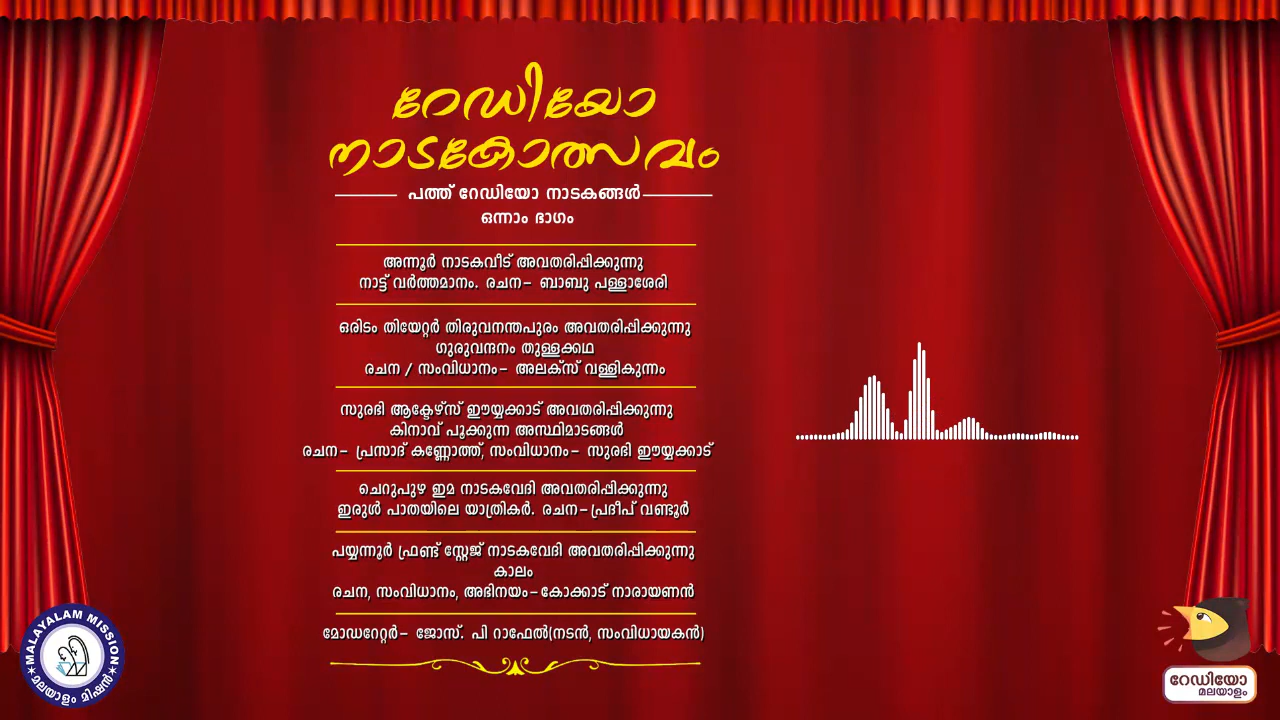 റേഡിയോ
നാടകോത്സവം
പത്ത് റേഡിയോ നാടകങ്ങൾ
ഒന്നാം ഭാഗം
അന്നൂർ നാടകവീട് അവതരിപ്പിക്കുന്നു
നാട്ട് വർത്തമാനം. രചന- ബാബു പള്ളാശേരി
ഒരിടം തിയേറ്റർ തിരുവനന്തപുരം അവതരിപ്പിക്കുന്നു
ഗുരുവന്ദനം തുള്ളക്കഥ
രചന / സംവിധാനം- അലക്സ് വള്ളികുന്നം
സുരഭി ആക്ടേഴ്സ് ഈയ്യക്കാട് അവതരിപ്പിക്കുന്നു
കിനാവ് പൂക്കുന്ന അസ്ഥിമാടങ്ങൾ
രചന- പ്രസാദ് കണ്ണോത്ത്, സംവിധാനം- സുരഭി ഈയ്യക്കാട്
ചെറുപുഴ ഇമ നാടകവേദി അവതരിപ്പിക്കുന്നു
ഇരുൾ പാതയിലെ യാത്രികർ. രചന-പ്രദീപ് വണ്ടൂർ
പയ്യന്നൂർ ഫ്രണ്ട് സ്റ്റേജ് നാടകവേദി അവതരിപ്പിക്കുന്നു
കാലം
രചന, സംവിധാനം, അഭിനയം-കോക്കാട് നാരായണൻ
മോഡറേറ്റർ- ജോസ്. പി റാഫേൽ(നടൻ, സംവിധായകൻ)
MALAYALAM MISSION
മലയാളം മിഷൻ
റേഡിയോ
മലയാളം